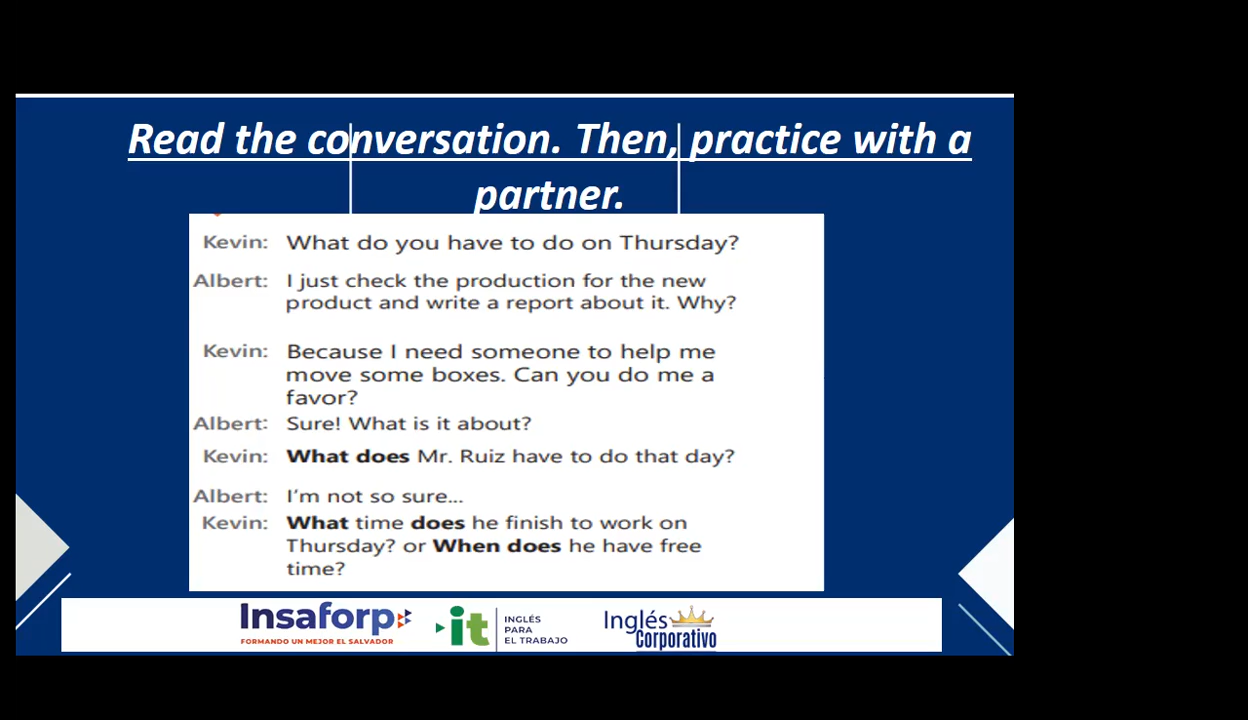 Read the conversation. Then, practice with a
partner.
Kevin: What do you have to do on Thursday?
Albert: I just check the production for the new
product and write a report about it. Why?
Kevin: Because I need someone to help me
move some boxes. Can you do me a
favor?
Albert: Sure! What is it about?
Kevin: What does Mr. Ruiz have to do that day?
Albert: I'm not so sure...
Kevin: What time does he finish to work on
Thursday? or When does he have free
time?
Insaforp
FORMANDO UN MEJOR EL SALVADOR
it
INGLÉS
PARA
EL TRABAJO
Inglés
Corporativo